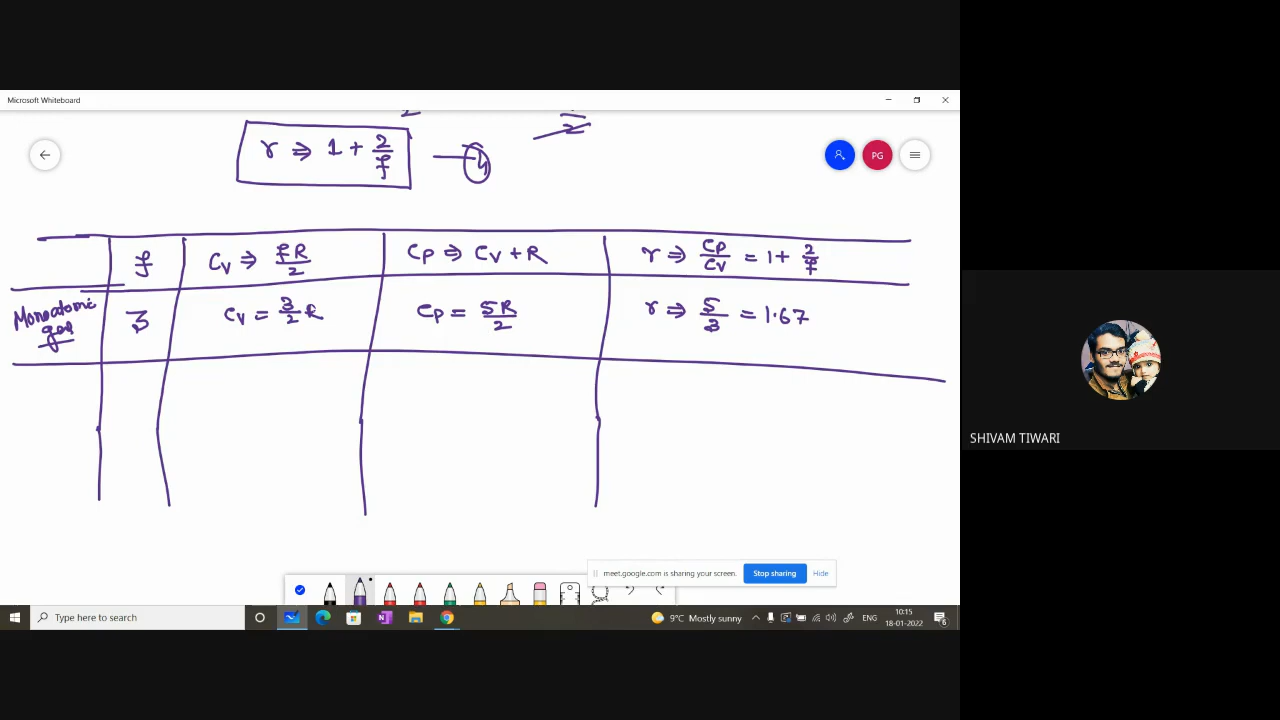 Microsoft Whiteboard
r ⇒ 1 + 2/f — 4
PG
f
Cv ⇒ fR/2
Cp ⇒ Cv + R
r ⇒ Cp/Cv = 1 + 2/f
Monoatomic
gas
3
Cv = 3/2 R
Cp = 5R/2
r ⇒ 5/3 = 1.67
SHIVAM TIWARI
meet.google.com is sharing your screen.
Stop sharing
Hide
Type here to search
9°C Mostly sunny
ENG
10:15
18-01-2022
6